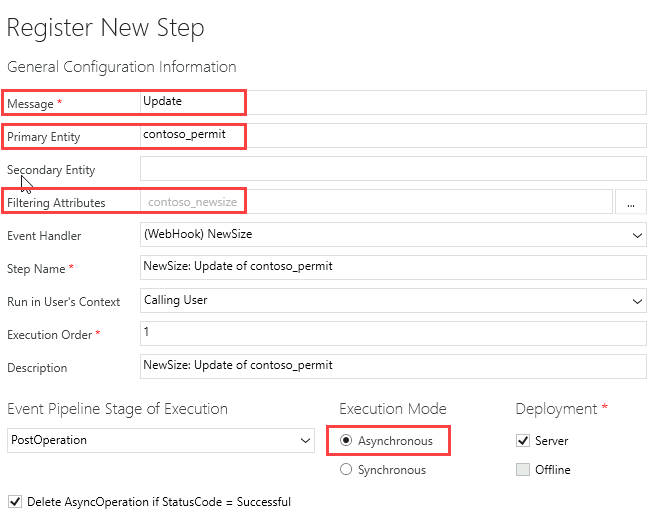 Register New Step
General Configuration Information
Message * Update
Primary Entity contoso_permit
Secondary Entity
Filtering Attributes contoso_newsize ...
Event Handler (WebHook) NewSize
Step Name * NewSize: Update of contoso_permit
Run in User's Context Calling User
Execution Order * 1
Description NewSize: Update of contoso_permit
Event Pipeline Stage of Execution Execution Mode Deployment *
PostOperation Asynchronous Server
Synchronous Offline
Delete AsyncOperation if StatusCode = Successful